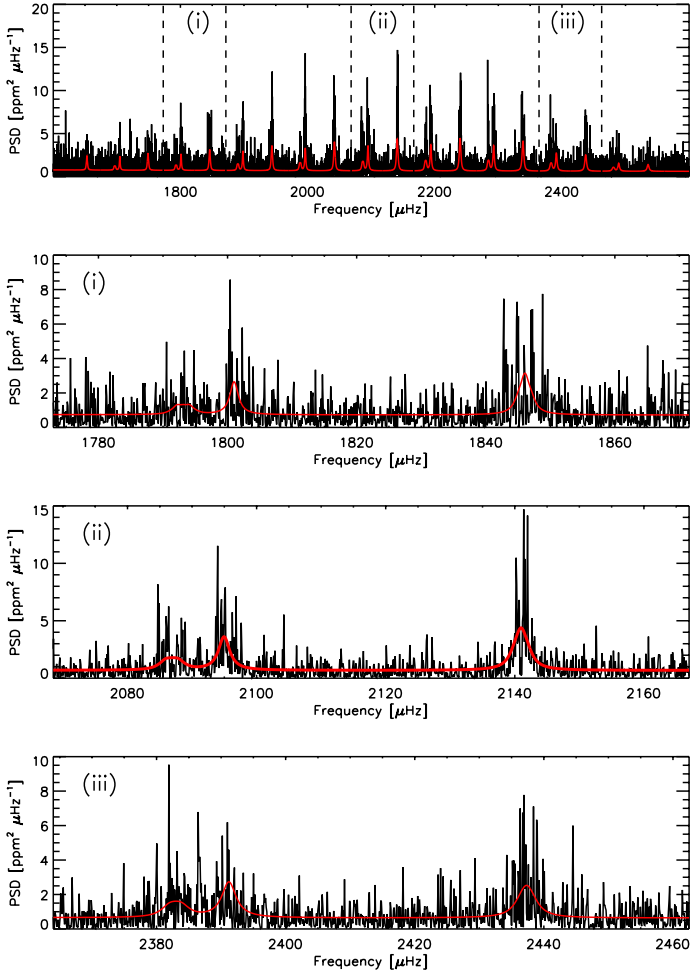 20
15
10
5
0
PSD [ppm² μHz⁻¹]
(i) (ii) (iii)
1800 2000 2200 2400
Frequency [μHz]
10
8
6
4
2
0
PSD [ppm² μHz⁻¹]
(i)
1780 1800 1820 1840 1860
Frequency [μHz]
15
10
5
0
PSD [ppm² μHz⁻¹]
(ii)
2080 2100 2120 2140 2160
Frequency [μHz]
10
8
6
4
2
0
PSD [ppm² μHz⁻¹]
(iii)
2380 2400 2420 2440 2460
Frequency [μHz]